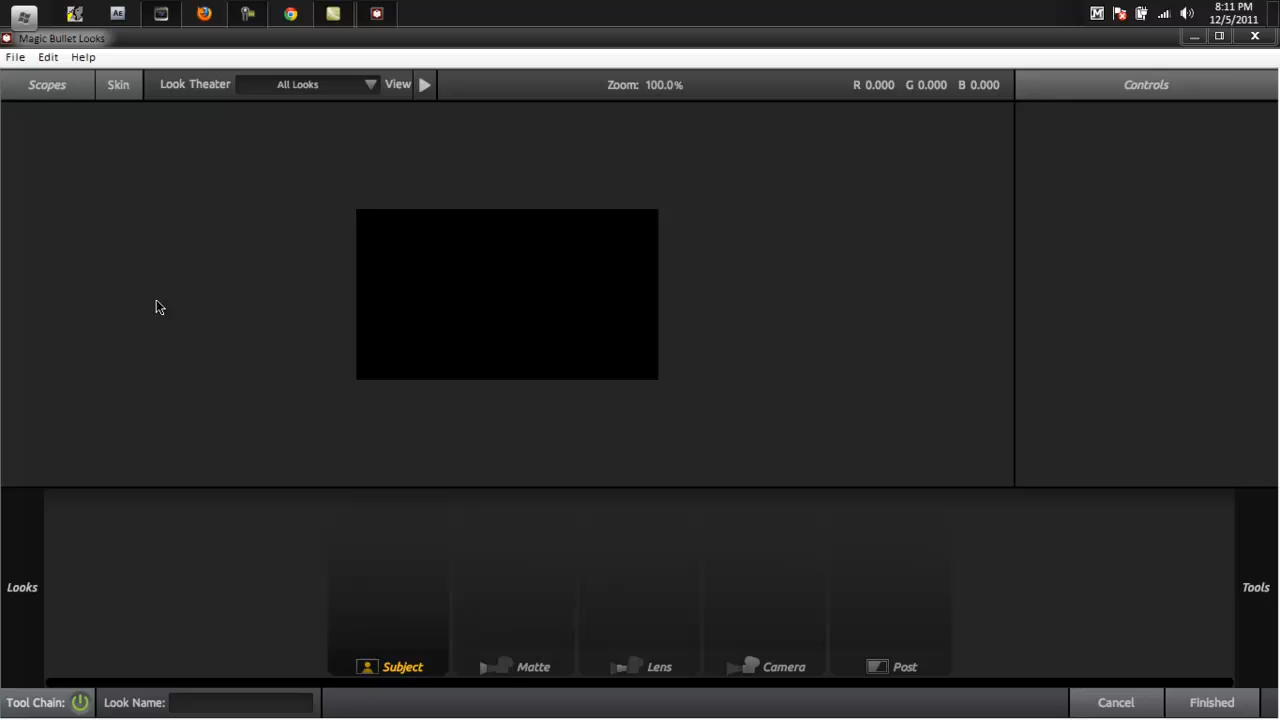 AE
M
8:11 PM
12/5/2011
Magic Bullet Looks
File Edit Help
Scopes Skin Look Theater All Looks View Zoom: 100.0% R 0.000 G 0.000 B 0.000 Controls
Looks
Tools
Subject Matte Lens Camera Post
Tool Chain: Look Name: Cancel Finished